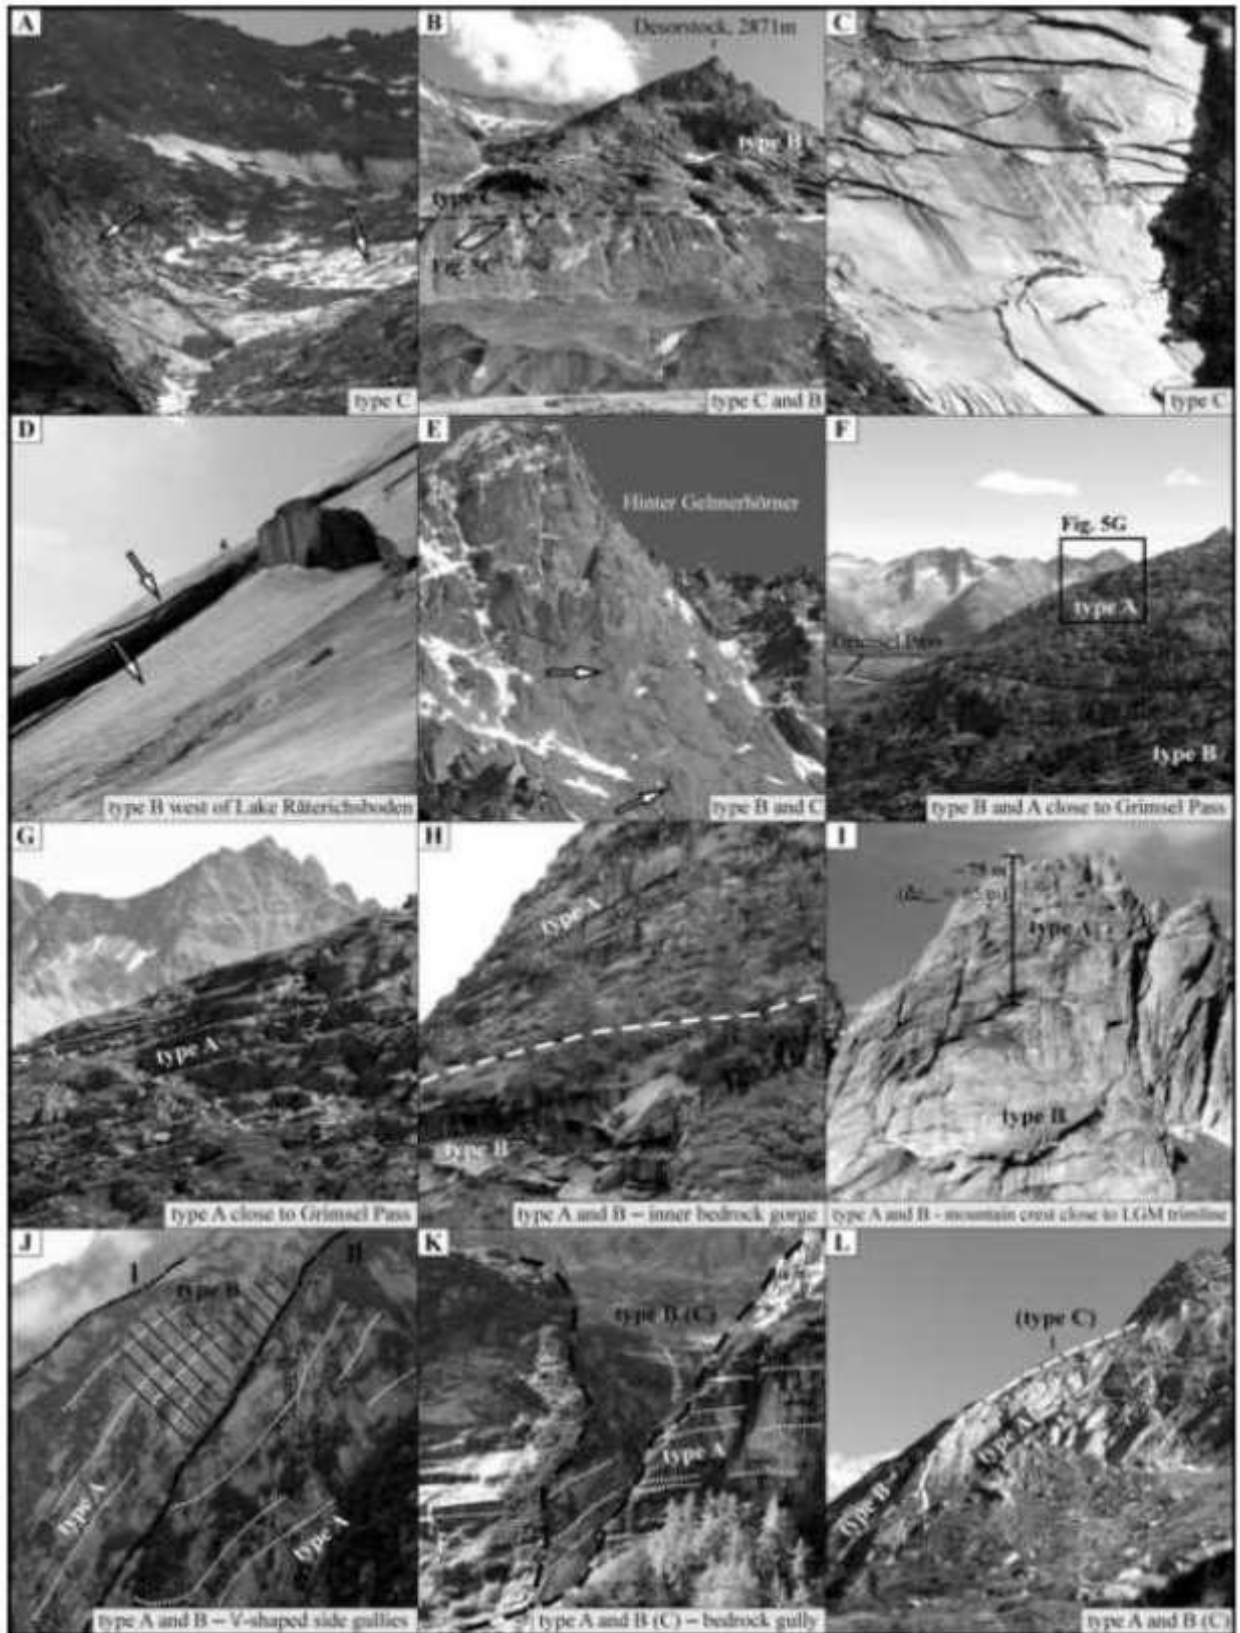 A
type C
B
Desorstock, 2871m
type B
type C
Fig. 5C
type C and B
C
type C
D
type B west of Lake Räterichsboden
E
Hinter Gelmerhörner
type B and C
F
Fig. 5G
type A
Grimsel Pass
type B
type B and A close to Grimsel Pass
G
type A
type A close to Grimsel Pass
H
type A
type B
type A and B – inner bedrock gorge
I
~75 m
type A
type B
type A and B - mountain crest close to LGM trimline
J
I
II
type B
type A
type A
type A and B – V-shaped side gullies
K
type B (C)
type A
type A and B (C) – bedrock gully
L
(type C)
type A
type B
type A and B (C)